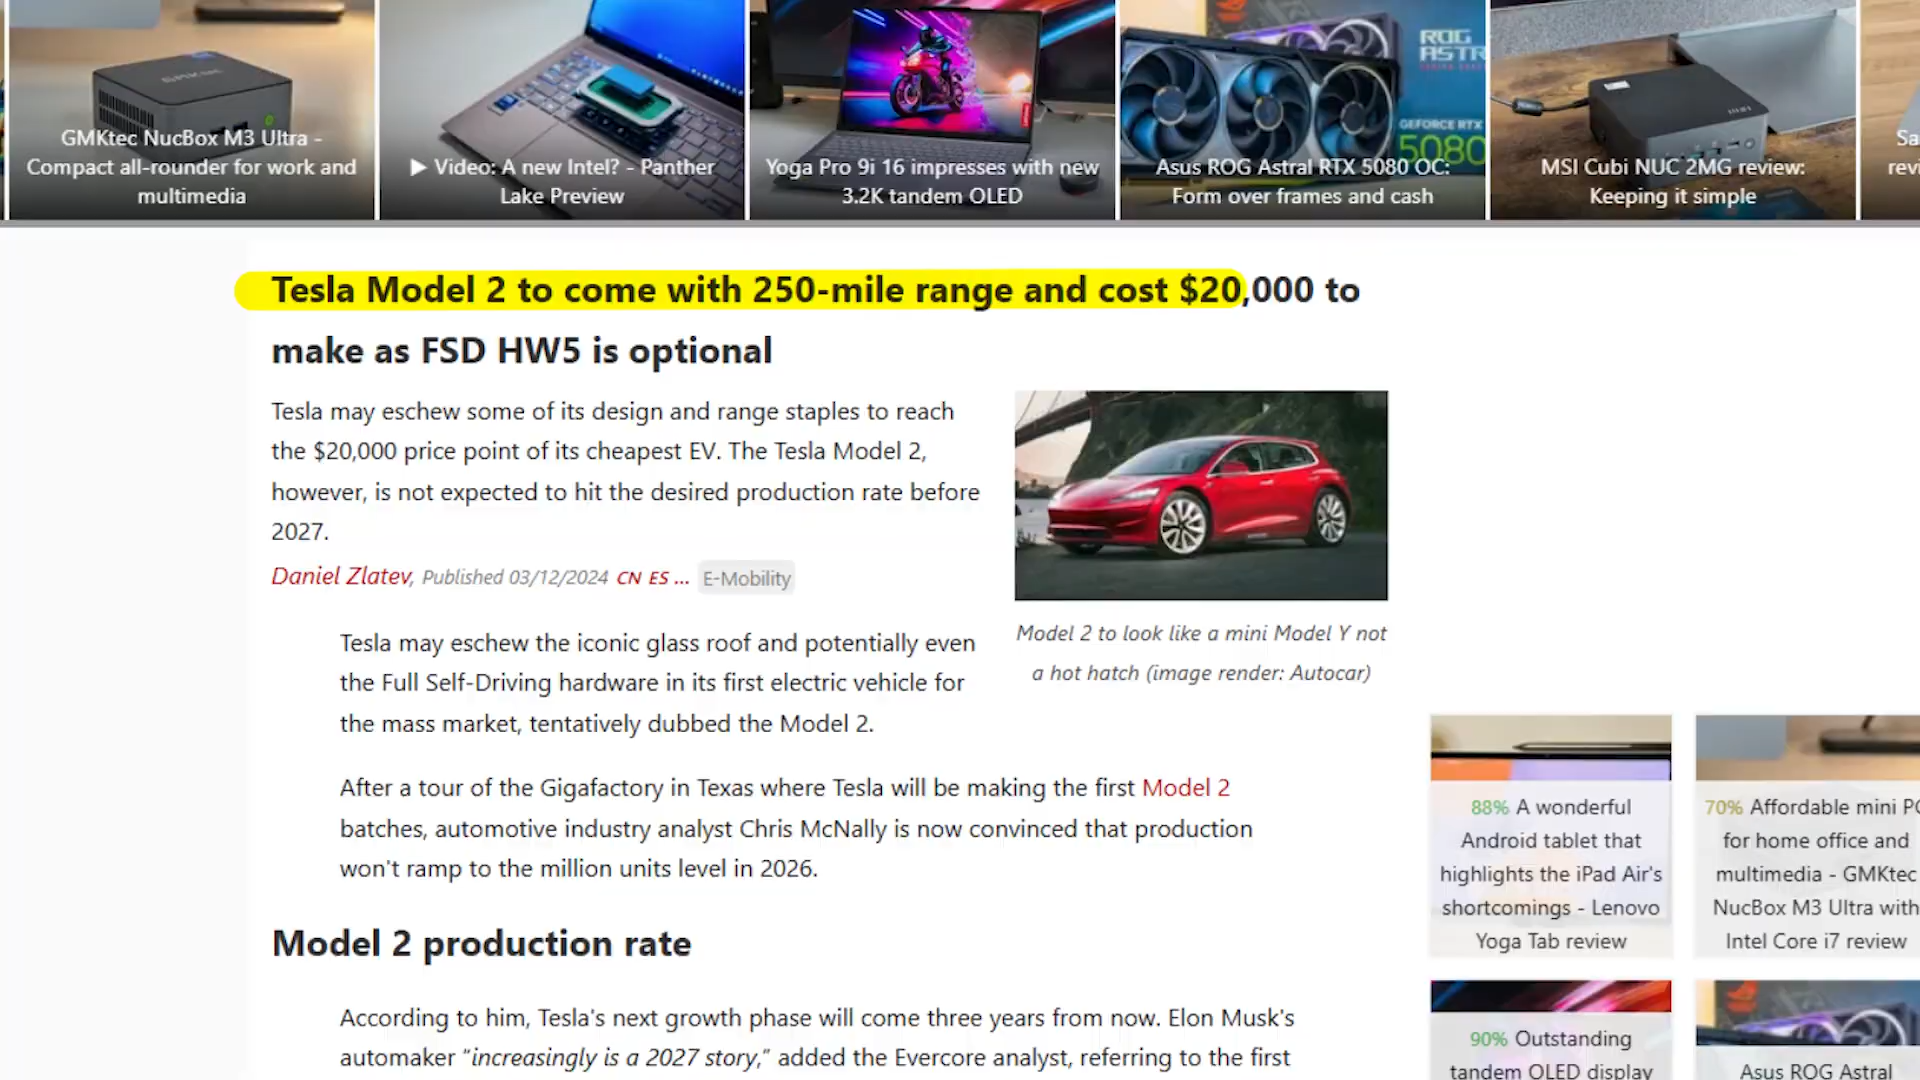 GMKtec NucBox M3 Ultra -
Compact all-rounder for work and
multimedia
▶ Video: A new Intel? - Panther
Lake Preview
Yoga Pro 9i 16 impresses with new
3.2K tandem OLED
ROG
ASTR
GEFORCE RTX
5080
Asus ROG Astral RTX 5080 OC:
Form over frames and cash
MSI Cubi NUC 2MG review:
Keeping it simple
Sa
revi
Tesla Model 2 to come with 250-mile range and cost $20,000 to
make as FSD HW5 is optional
Tesla may eschew some of its design and range staples to reach
the $20,000 price point of its cheapest EV. The Tesla Model 2,
however, is not expected to hit the desired production rate before
2027.
Daniel Zlatev, Published 03/12/2024 CN ES ... E-Mobility
Model 2 to look like a mini Model Y not
a hot hatch (image render: Autocar)
Tesla may eschew the iconic glass roof and potentially even
the Full Self-Driving hardware in its first electric vehicle for
the mass market, tentatively dubbed the Model 2.
After a tour of the Gigafactory in Texas where Tesla will be making the first Model 2
batches, automotive industry analyst Chris McNally is now convinced that production
won't ramp to the million units level in 2026.
Model 2 production rate
According to him, Tesla's next growth phase will come three years from now. Elon Musk's
automaker "increasingly is a 2027 story," added the Evercore analyst, referring to the first
88% A wonderful
Android tablet that
highlights the iPad Air's
shortcomings - Lenovo
Yoga Tab review
70% Affordable mini PC
for home office and
multimedia - GMKtec
NucBox M3 Ultra with
Intel Core i7 review
90% Outstanding
tandem OLED display
Asus ROG Astral